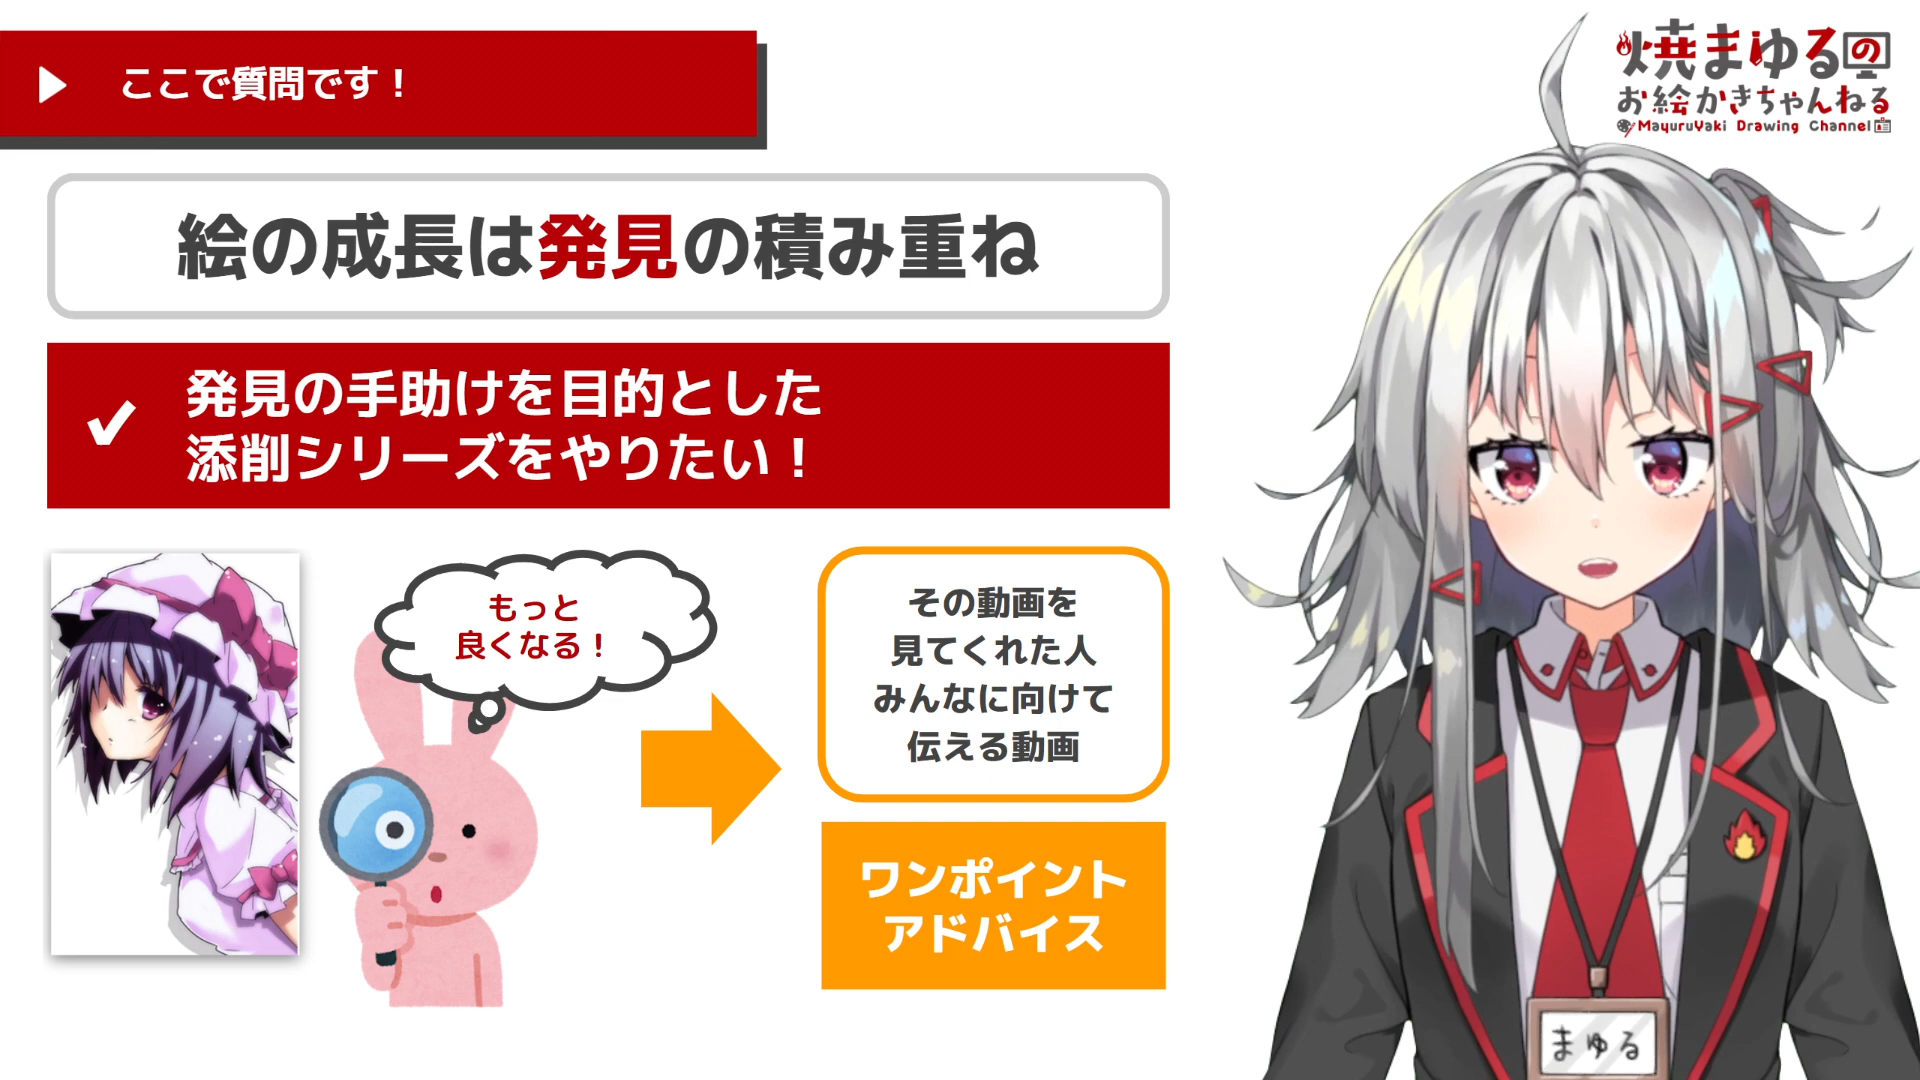 ここで質問です！
焼まゆるの
お絵かきちゃんねる
MayuruYaki Drawing Channel
絵の成長は発見の積み重ね
発見の手助けを目的とした
添削シリーズをやりたい！
もっと
良くなる！
その動画を
見てくれた人
みんなに向けて
伝える動画
ワンポイント
アドバイス
まゆる